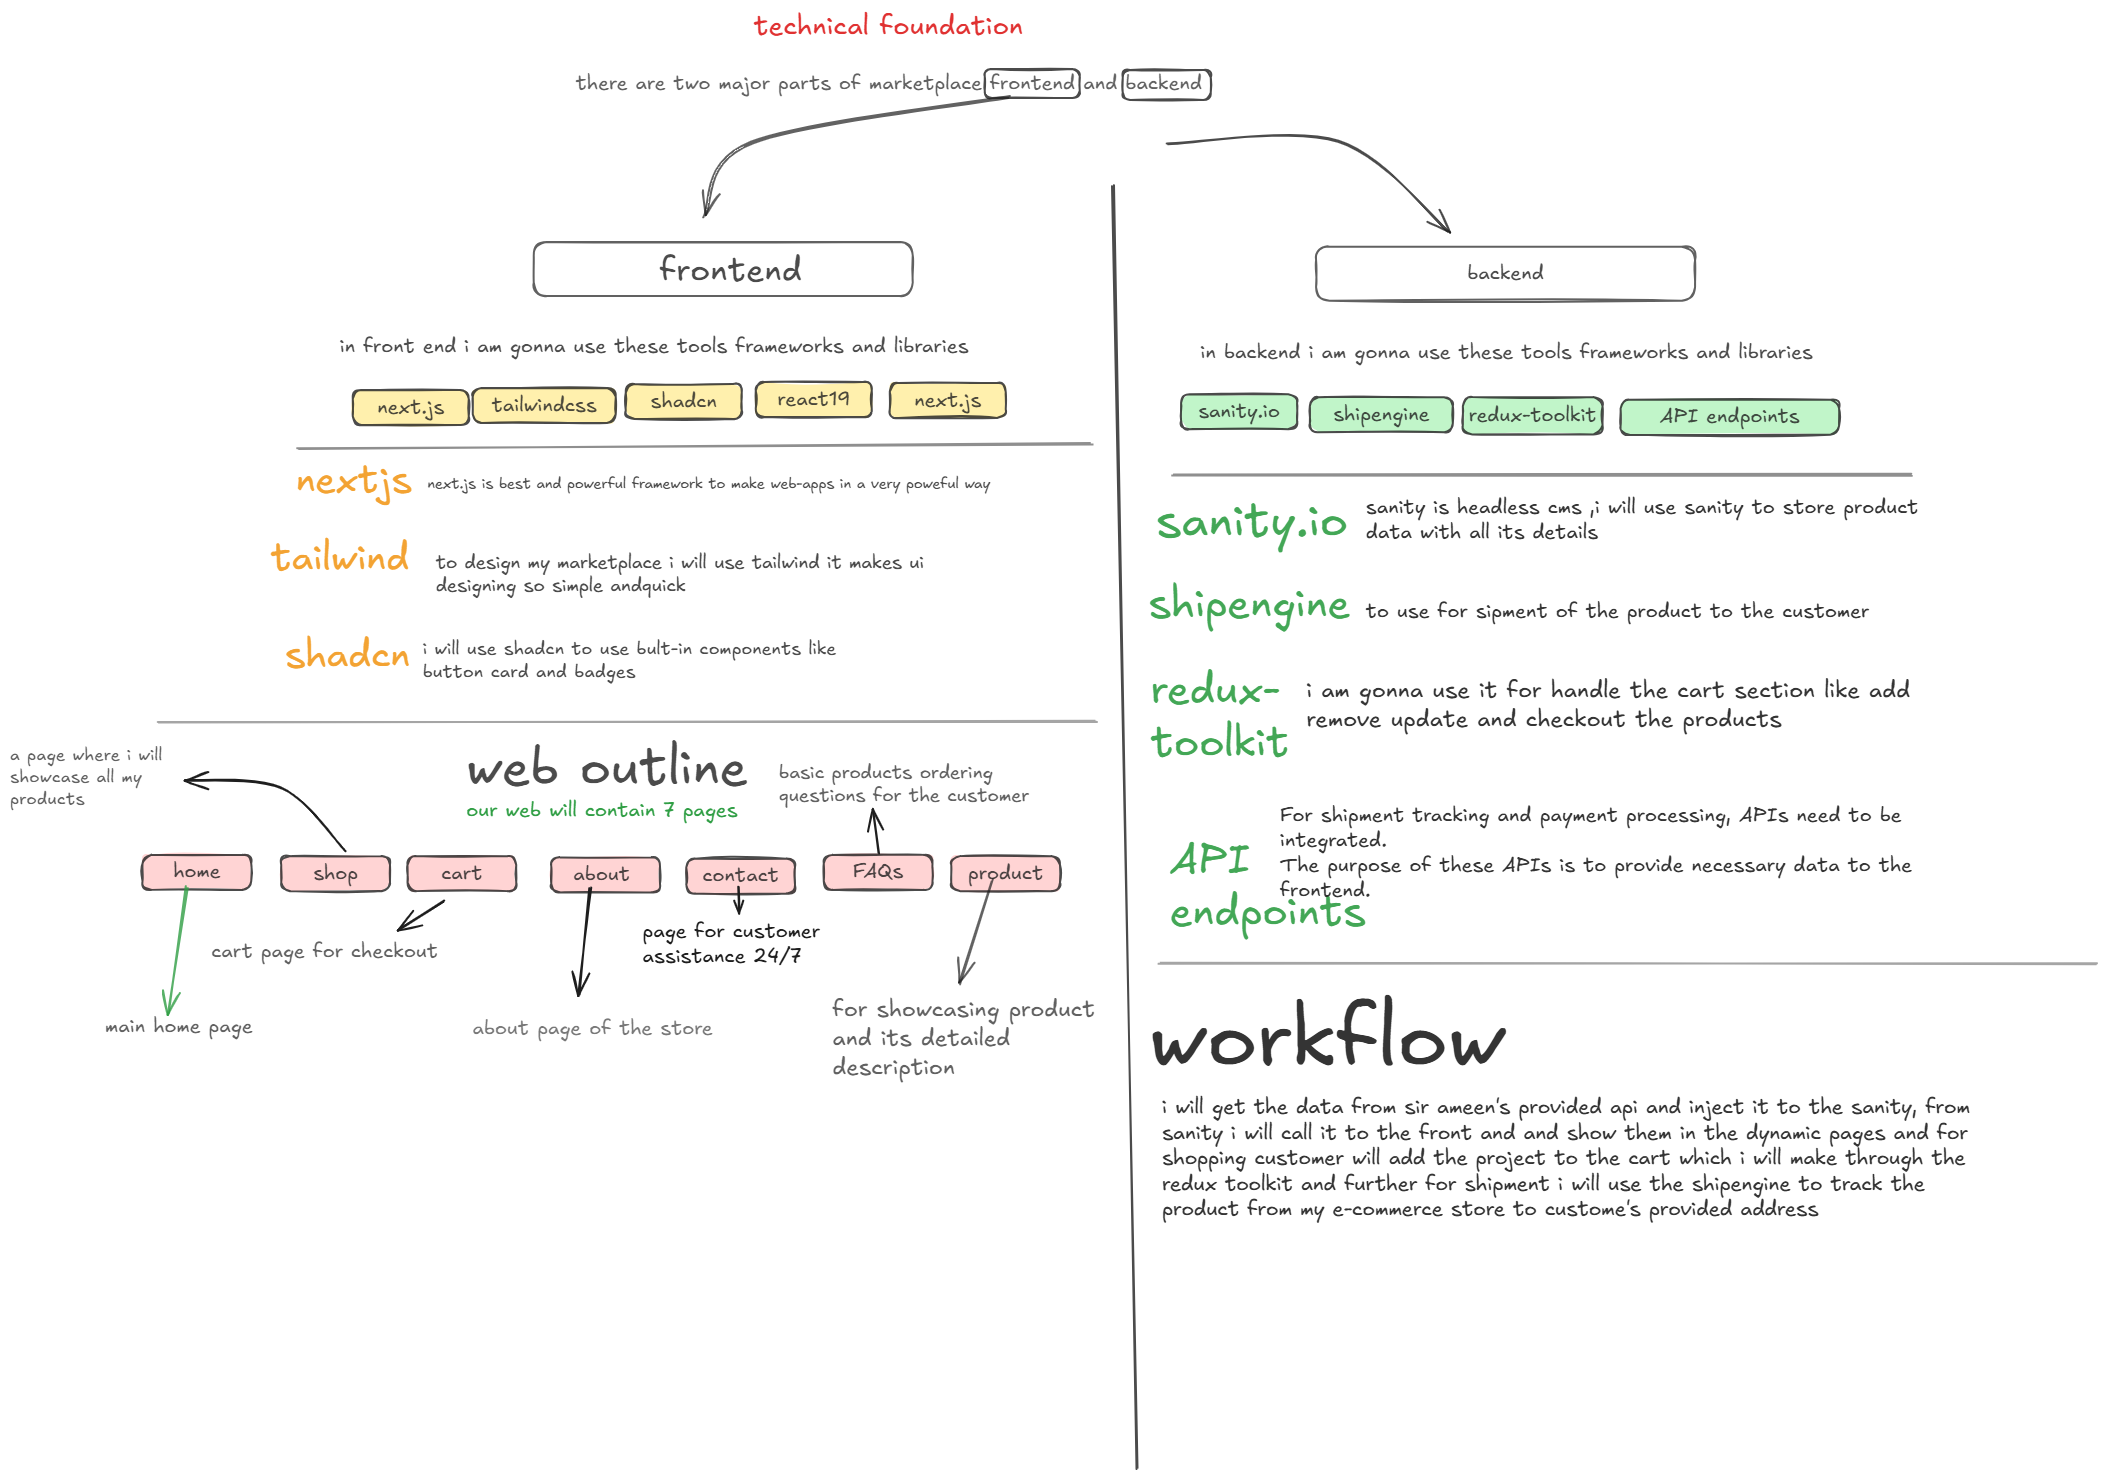 technical foundation
there are two major parts of marketplace frontend and backend
frontend
in front end i am gonna use these tools frameworks and libraries
next.js tailwindcss shadcn react19 next.js
nextjs next.js is best and powerful framework to make web-apps in a very poweful way
tailwind to design my marketplace i will use tailwind it makes ui
designing so simple andquick
shadcn i will use shadcn to use bult-in components like
button card and badges
web outline
our web will contain 7 pages
a page where i will
showcase all my
products
basic products ordering
questions for the customer
home shop cart about contact FAQs product
cart page for checkout
page for customer
assistance 24/7
main home page
about page of the store
for showcasing product
and its detailed
description
backend
in backend i am gonna use these tools frameworks and libraries
sanity.io shipengine redux-toolkit API endpoints
sanity.io
sanity is headless cms ,i will use sanity to store product
data with all its details
shipengine to use for sipment of the product to the customer
redux-
toolkit
i am gonna use it for handle the cart section like add
remove update and checkout the products
API
endpoints
For shipment tracking and payment processing, APIs need to be
integrated.
The purpose of these APIs is to provide necessary data to the
frontend.
workflow
i will get the data from sir ameen's provided api and inject it to the sanity, from
sanity i will call it to the front and and show them in the dynamic pages and for
shopping customer will add the project to the cart which i will make through the
redux toolkit and further for shipment i will use the shipengine to track the
product from my e-commerce store to custome's provided address